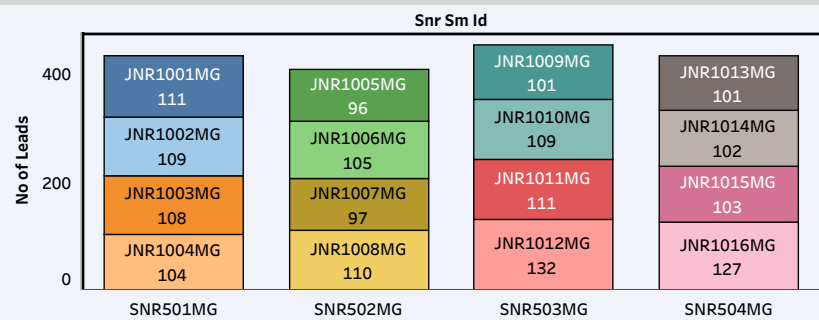 Snr Sm Id
No of Leads
400
200
0
JNR1001MG
111
JNR1002MG
109
JNR1003MG
108
JNR1004MG
104
SNR501MG
JNR1005MG
96
JNR1006MG
105
JNR1007MG
97
JNR1008MG
110
SNR502MG
JNR1009MG
101
JNR1010MG
109
JNR1011MG
111
JNR1012MG
132
SNR503MG
JNR1013MG
101
JNR1014MG
102
JNR1015MG
103
JNR1016MG
127
SNR504MG